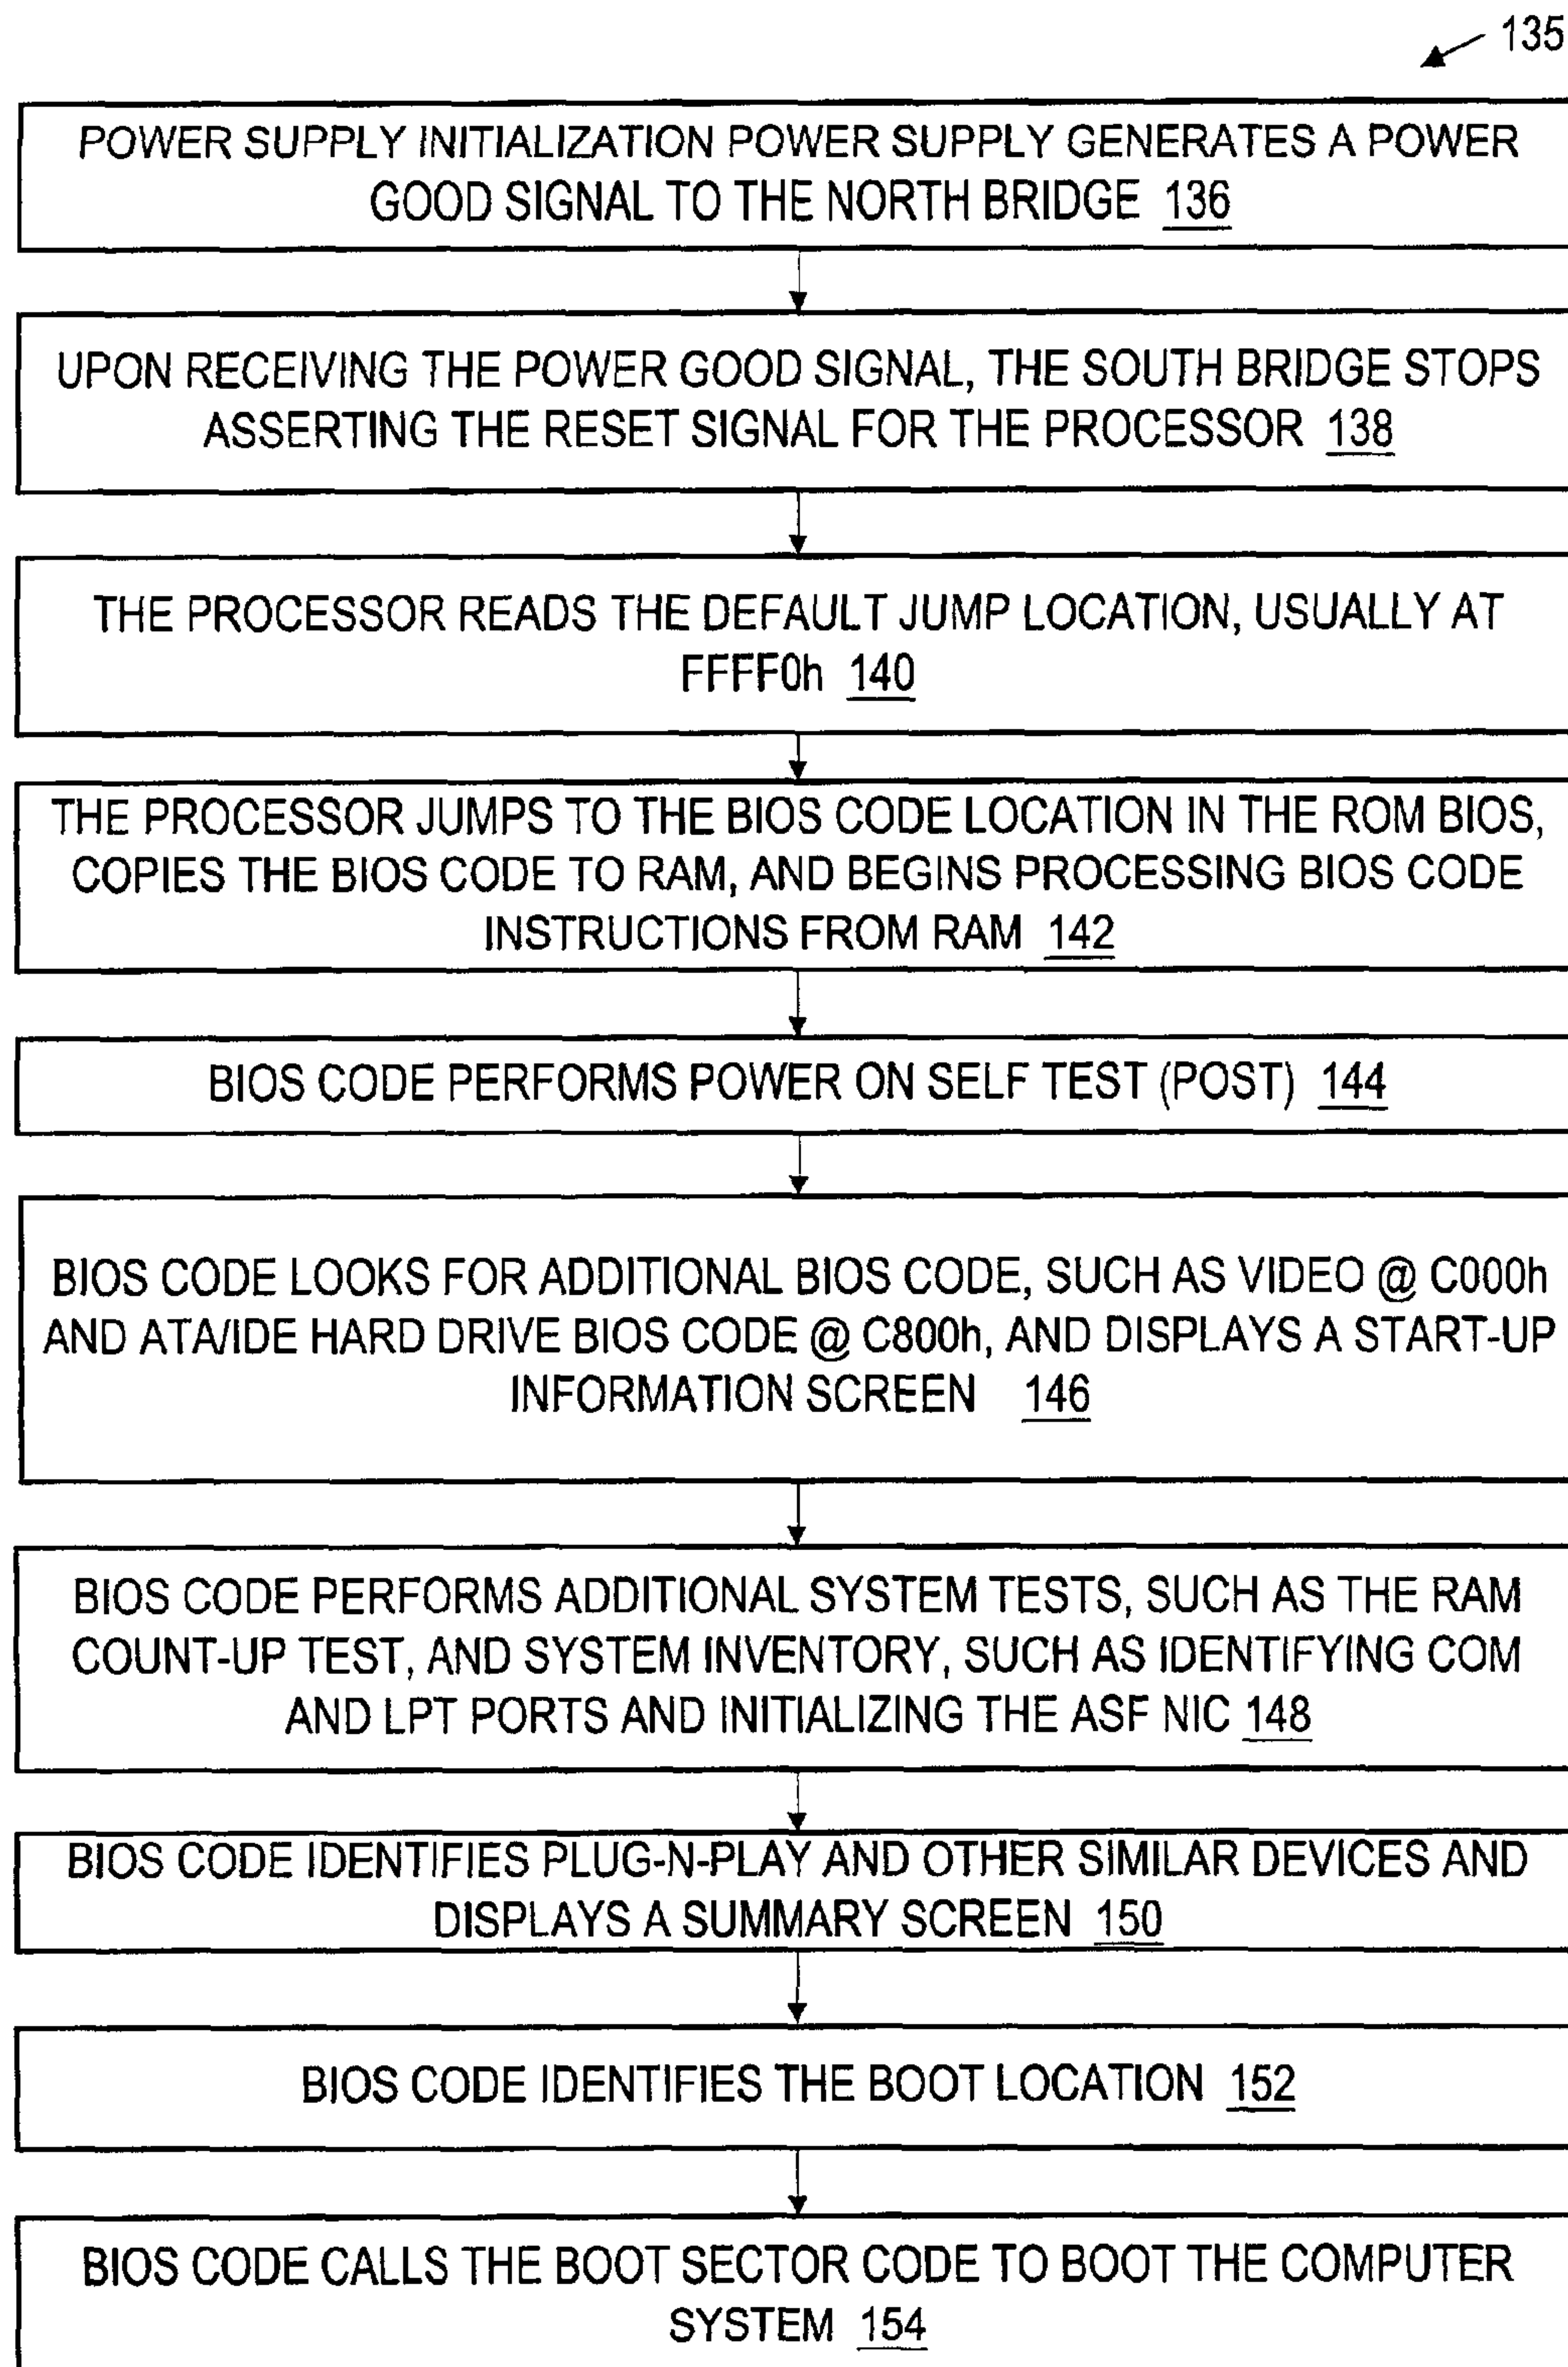 135
POWER SUPPLY INITIALIZATION POWER SUPPLY GENERATES A POWER
GOOD SIGNAL TO THE NORTH BRIDGE 136
UPON RECEIVING THE POWER GOOD SIGNAL, THE SOUTH BRIDGE STOPS
ASSERTING THE RESET SIGNAL FOR THE PROCESSOR 138
THE PROCESSOR READS THE DEFAULT JUMP LOCATION, USUALLY AT
FFFF0h 140
THE PROCESSOR JUMPS TO THE BIOS CODE LOCATION IN THE ROM BIOS,
COPIES THE BIOS CODE TO RAM, AND BEGINS PROCESSING BIOS CODE
INSTRUCTIONS FROM RAM 142
BIOS CODE PERFORMS POWER ON SELF TEST (POST) 144
BIOS CODE LOOKS FOR ADDITIONAL BIOS CODE, SUCH AS VIDEO @ C000h
AND ATA/IDE HARD DRIVE BIOS CODE @ C800h, AND DISPLAYS A START-UP
INFORMATION SCREEN 146
BIOS CODE PERFORMS ADDITIONAL SYSTEM TESTS, SUCH AS THE RAM
COUNT-UP TEST, AND SYSTEM INVENTORY, SUCH AS IDENTIFYING COM
AND LPT PORTS AND INITIALIZING THE ASF NIC 148
BIOS CODE IDENTIFIES PLUG-N-PLAY AND OTHER SIMILAR DEVICES AND
DISPLAYS A SUMMARY SCREEN 150
BIOS CODE IDENTIFIES THE BOOT LOCATION 152
BIOS CODE CALLS THE BOOT SECTOR CODE TO BOOT THE COMPUTER
SYSTEM 154